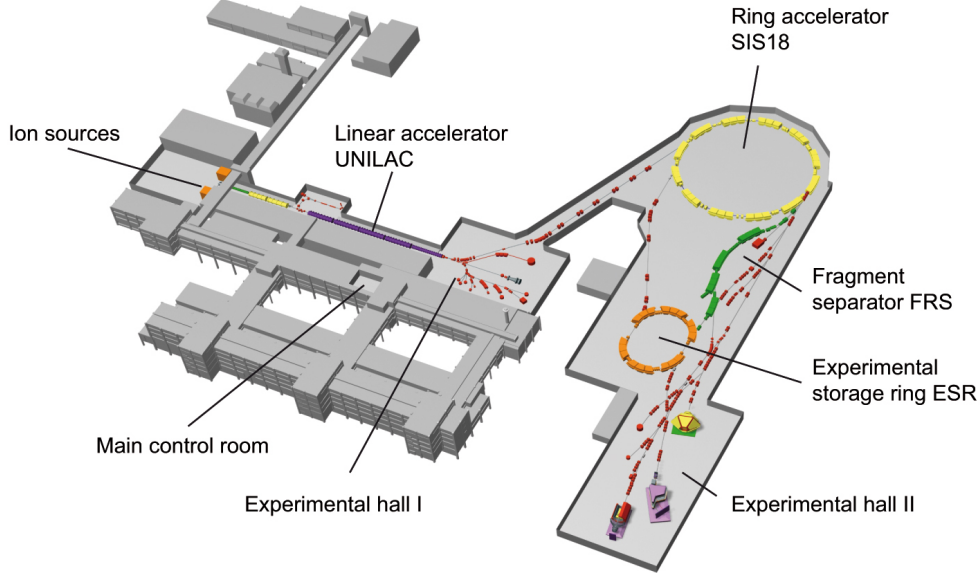 Ring accelerator
SIS18
Ion sources
Linear accelerator
UNILAC
Fragment
separator FRS
Experimental
storage ring ESR
Main control room
Experimental hall I
Experimental hall II